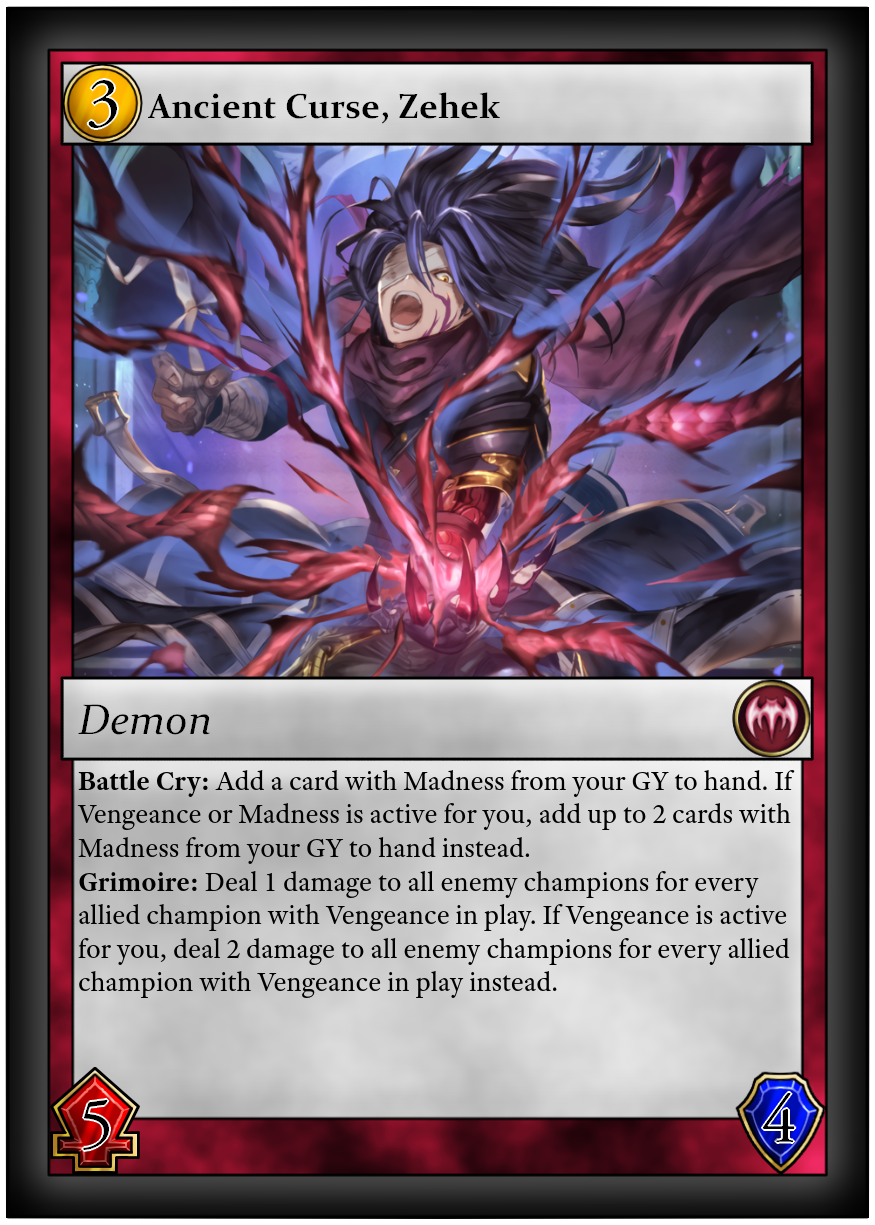 3
Ancient Curse, Zehek
Demon
Battle Cry: Add a card with Madness from your GY to hand. If
Vengeance or Madness is active for you, add up to 2 cards with
Madness from your GY to hand instead.
Grimoire: Deal 1 damage to all enemy champions for every
allied champion with Vengeance in play. If Vengeance is active
for you, deal 2 damage to all enemy champions for every allied
champion with Vengeance in play instead.
5
4